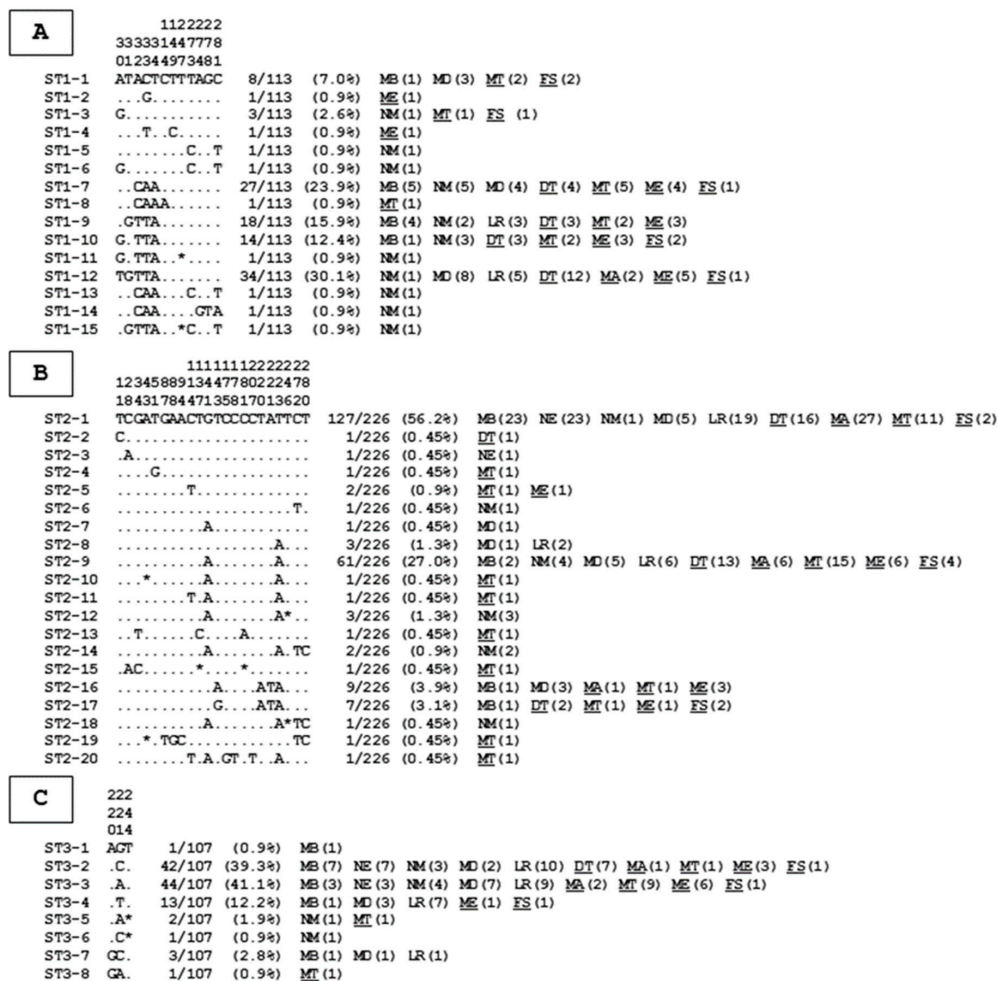 A
1122222
333331447778
012344973481
ST1-1 ATACTCTTTAGC 8/113 (7.0%) MB(1) MD(3) MT(2) FS(2)
ST1-2 ...G........ 1/113 (0.9%) ME(1)
ST1-3 G........... 3/113 (2.6%) NM(1) MT(1) FS (1)
ST1-4 ...T..C..... 1/113 (0.9%) ME(1)
ST1-5 ........C..T 1/113 (0.9%) NM(1)
ST1-6 G.......C..T 1/113 (0.9%) NM(1)
ST1-7 ..CAA....... 27/113 (23.9%) MB(5) NM(5) MD(4) DT(4) MT(5) ME(4) FS(1)
ST1-8 ..CAAA...... 1/113 (0.9%) MT(1)
ST1-9 .GTTA....... 18/113 (15.9%) MB(4) NM(2) LR(3) DT(3) MT(2) ME(3)
ST1-10 G.TTA....... 14/113 (12.4%) MB(1) NM(3) DT(3) MT(2) ME(3) FS(2)
ST1-11 G.TTA..*.... 1/113 (0.9%) NM(1)
ST1-12 TGTTA....... 34/113 (30.1%) NM(1) MD(8) LR(5) DT(12) MA(2) ME(5) FS(1)
ST1-13 ..CAA...C..T 1/113 (0.9%) NM(1)
ST1-14 ..CAA....GTA 1/113 (0.9%) NM(1)
ST1-15 .GTTA..*C..T 1/113 (0.9%) NM(1)
B
11111112222222
1234588913447780222478
1843178447135817013620
ST2-1 TCGATGAACTGTCCCCTATTCT 127/226 (56.2%) MB(23) NE(23) NM(1) MD(5) LR(19) DT(16) MA(27) MT(11) FS(2)
ST2-2 C..................... 1/226 (0.45%) DT(1)
ST2-3 .A.................... 1/226 (0.45%) NE(1)
ST2-4 ....G................. 1/226 (0.45%) MT(1)
ST2-5 ........T............. 2/226 (0.9%) MT(1) ME(1)
ST2-6 ....................T. 1/226 (0.45%) NM(1)
ST2-7 ..........A........... 1/226 (0.45%) MD(1)
ST2-8 ..................A... 3/226 (1.3%) MD(1) LR(2)
ST2-9 ..........A.......A... 61/226 (27.0%) MB(2) NM(4) MD(5) LR(6) DT(13) MA(6) MT(15) ME(6) FS(4)
ST2-10 ...*......A.......A... 1/226 (0.45%) MT(1)
ST2-11 ........T.A.......A... 1/226 (0.45%) MT(1)
ST2-12 ..........A.......A*.. 3/226 (1.3%) NM(3)
ST2-13 ..T......C....A....... 1/226 (0.45%) MT(1)
ST2-14 ..........A.......A.TC 2/226 (0.9%) NM(2)
ST2-15 .AC......*....*....... 1/226 (0.45%) MT(1)
ST2-16 ...........A....ATA... 9/226 (3.9%) MB(1) MD(3) MA(1) MT(1) ME(3)
ST2-17 ...........G....ATA... 7/226 (3.1%) MB(1) DT(2) MT(1) ME(1) FS(2)
ST2-18 ..........A.......A*TC 1/226 (0.45%) NM(1)
ST2-19 ...*.TGC............TC 1/226 (0.45%) MT(1)
ST2-20 ........T.A.GT.T..A... 1/226 (0.45%) MT(1)
C
222
224
014
ST3-1 AGT 1/107 (0.9%) MB(1)
ST3-2 .C. 42/107 (39.3%) MB(7) NE(7) NM(3) MD(2) LR(10) DT(7) MA(1) MT(1) ME(3) FS(1)
ST3-3 .A. 44/107 (41.1%) MB(3) NE(3) NM(4) MD(7) LR(9) MA(2) MT(9) ME(6) FS(1)
ST3-4 .T. 13/107 (12.2%) MB(1) MD(3) LR(7) ME(1) FS(1)
ST3-5 .A* 2/107 (1.9%) NM(1) MT(1)
ST3-6 .C* 1/107 (0.9%) NM(1)
ST3-7 GC. 3/107 (2.8%) MB(1) MD(1) LR(1)
ST3-8 GA. 1/107 (0.9%) MT(1)